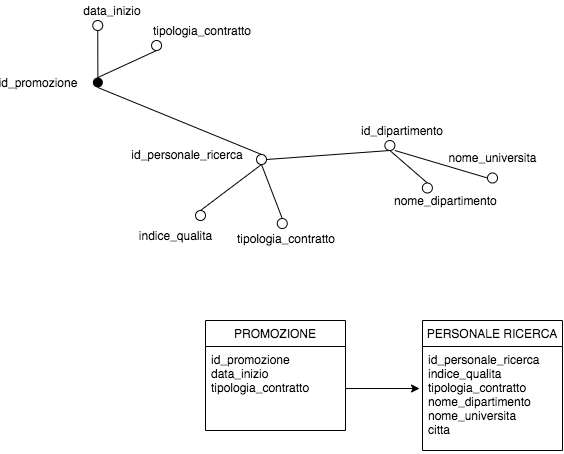 data_inizio
tipologia_contratto
id_promozione
id_dipartimento
id_personale_ricerca
nome_universita
nome_dipartimento
indice_qualita
tipologia_contratto
PROMOZIONE
id_promozione
data_inizio
tipologia_contratto
PERSONALE RICERCA
id_personale_ricerca
indice_qualita
tipologia_contratto
nome_dipartimento
nome_universita
citta